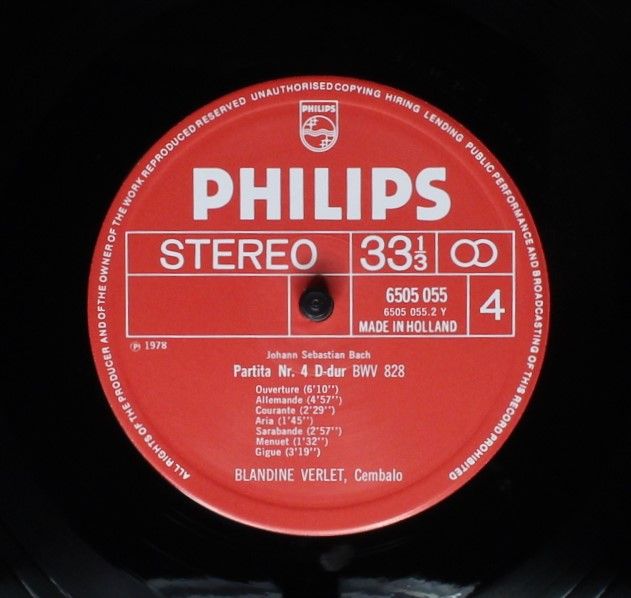 ALL RIGHTS OF THE PRODUCER AND OF THE OWNER OF THE WORK REPRODUCED RESERVED UNAUTHORISED COPYING HIRING LENDING PUBLIC PERFORMANCE AND BROADCASTING OF THIS RECORD PROHIBITED
PHILIPS
PHILIPS
STEREO 33 1/3
6505 055
6505 055.2 Y
MADE IN HOLLAND
4
Ⓟ 1978
Johann Sebastian Bach
Partita Nr. 4 D-dur BWV 828
Ouverture (6'10'')
Allemande (4'57'')
Courante (2'29'')
Aria (1'45'')
Sarabande (2'57'')
Menuet (1'32'')
Gigue (3'19'')
BLANDINE VERLET, Cembalo